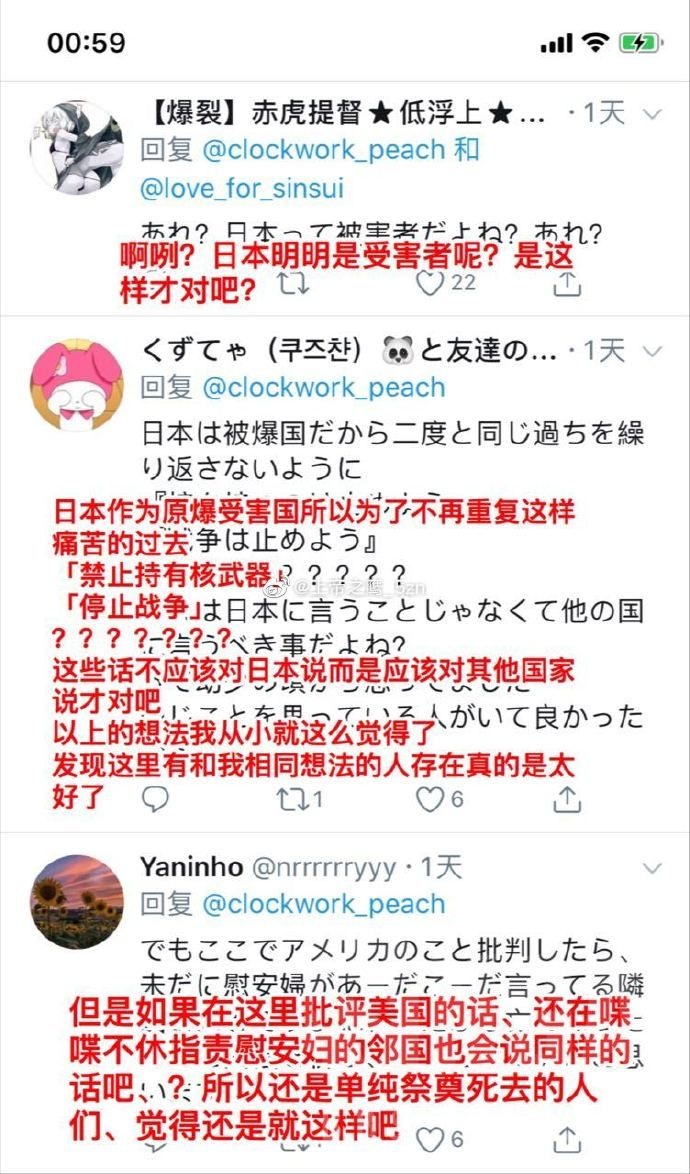 00:59
【爆裂】赤虎提督★低浮上★... ・1天
回复 @clockwork_peach 和
@love_for_sinsui
あれ？日本って被害者だよね？あれ？
啊咧？日本明明是受害者呢？是这
样才对吧？
22
くずてゃ（쿠즈챤）🐼と友達の... ・1天
回复 @clockwork_peach
日本は被爆国だから二度と同じ過ちを繰
り返さないように
日本作为原爆受害国所以为了不再重复这样
痛苦的过去
争は止めよう』
「禁止持有核武器」？？？？？
@上帝之鹰_5zn
「停止战争」は日本に言うことじゃなくて他の国
？？？？？？？
に言うべき事だよね？
这些话不应该对日本说而是应该对其他国家
说才对吧
じことを思っている人がいて良かった
以上的想法我从小就这么觉得了
发现这里有和我相同想法的人存在真的是太
好了
1 6
Yaninho @nrrrrrryyy・1天
回复 @clockwork_peach
でもここでアメリカのこと批判したら、
未だに慰安婦があーだこーだ言ってる隣
但是如果在这里批评美国的话、还在喋
喋不休指责慰安妇的邻国也会说同样的
话吧、？所以还是单纯祭奠死去的人
们、觉得还是就这样吧
6